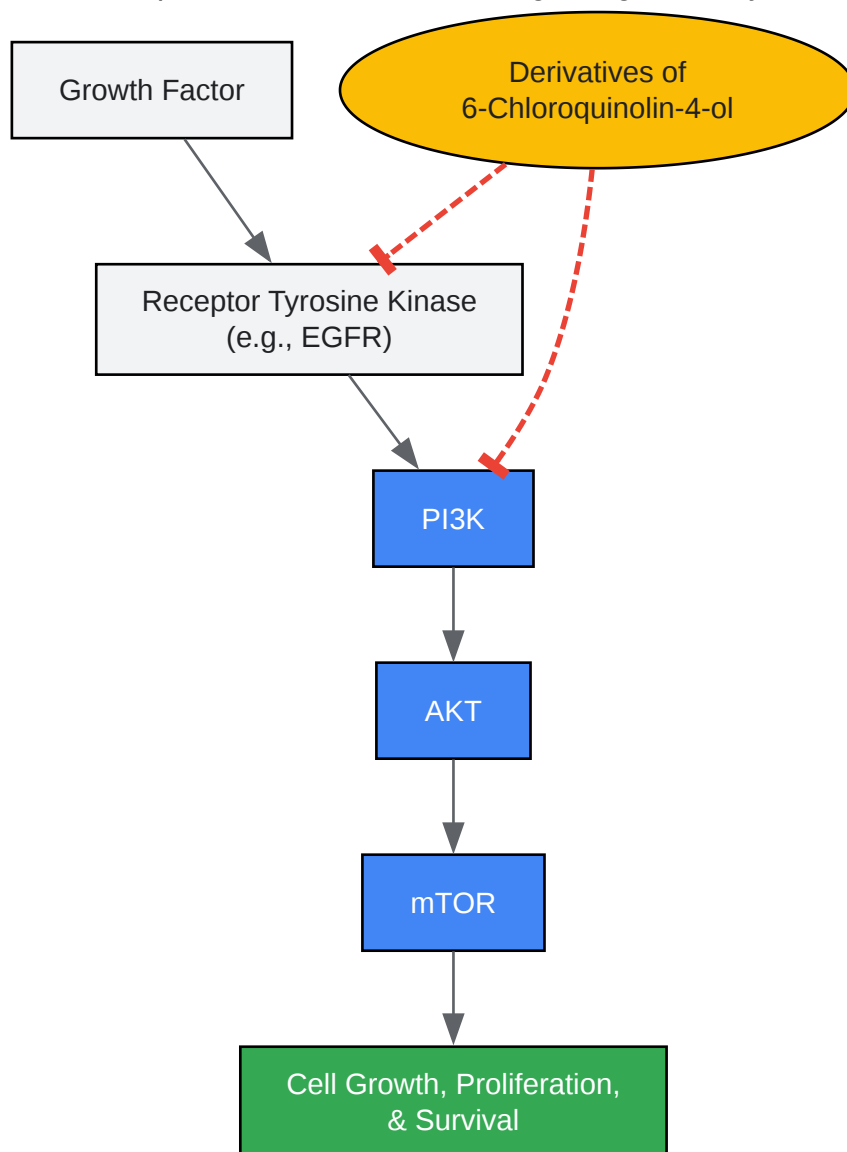 Growth Factor
Derivatives of
6-Chloroquinolin-4-ol
Receptor Tyrosine Kinase
(e.g., EGFR)
PI3K
AKT
mTOR
Cell Growth, Proliferation,
& Survival